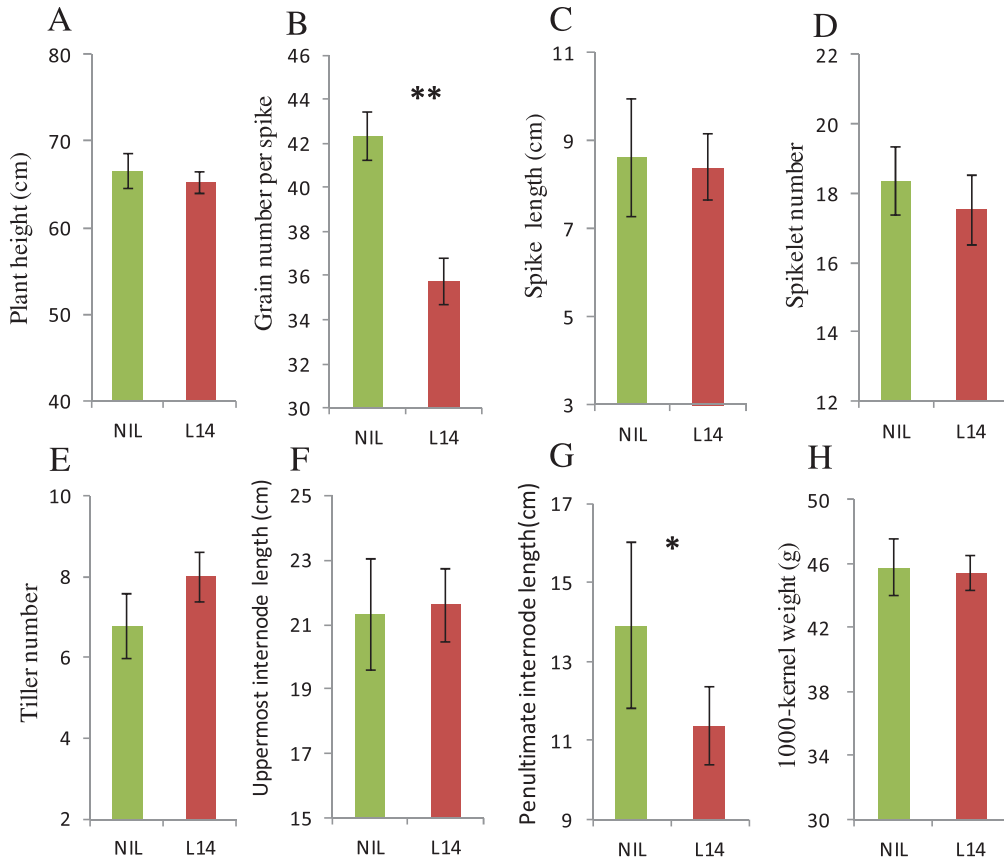 A
Plant height (cm)
80
70
60
50
40
NIL L14
B
Grain number per spike
46
44
42
40
38
36
34
32
30
**
NIL L14
C
Spike length (cm)
11
9
7
5
3
NIL L14
D
Spikelet number
22
20
18
16
14
12
NIL L14
E
Tiller number
10
8
6
4
2
NIL L14
F
Uppermost internode length (cm)
25
23
21
19
17
15
NIL L14
G
Penultimate internode length(cm)
17
15
13
11
9
*
NIL L14
H
1000-kernel weight (g)
50
46
42
38
34
30
NIL L14